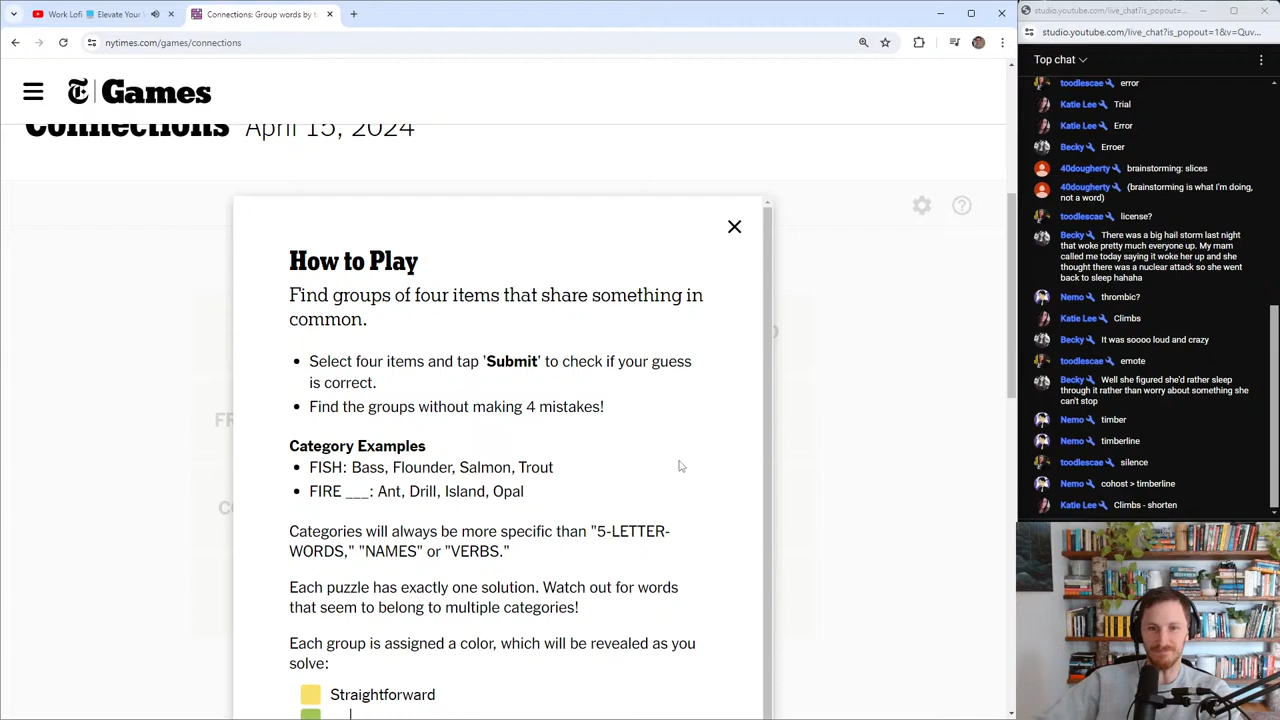 Work Lofi
Elevate Your
Connections: Group words by t
nytimes.com/games/connections
Games
Connections April 15, 2024
How to Play
Find groups of four items that share something in
common.
Select four items and tap 'Submit' to check if your guess
is correct.
Find the groups without making 4 mistakes!
Category Examples
FISH: Bass, Flounder, Salmon, Trout
FIRE ___: Ant, Drill, Island, Opal
Categories will always be more specific than "5-LETTER-
WORDS," "NAMES" or "VERBS."
Each puzzle has exactly one solution. Watch out for words
that seem to belong to multiple categories!
Each group is assigned a color, which will be revealed as you
solve:
Straightforward
studio.youtube.com/live_chat?is_popout=...
studio.youtube.com/live_chat?is_popout=1&v=Quv...
Top chat
toodlescae error
Katie Lee Trial
Katie Lee Error
Becky Erroer
40dougherty brainstorming: slices
40dougherty (brainstorming is what I'm doing,
not a word)
toodlescae license?
Becky There was a big hail storm last night
that woke pretty much everyone up. My mam
called me today saying it woke her up and she
thought there was a nuclear attack so she went
back to sleep hahaha
Nemo thrombic?
Katie Lee Climbs
Becky It was soooo loud and crazy
toodlescae emote
Becky Well she figured she'd rather sleep
through it rather than worry about something she
can't stop
Nemo timber
Nemo timberline
toodlescae silence
Nemo cohost > timberline
Katie Lee Climbs - shorten